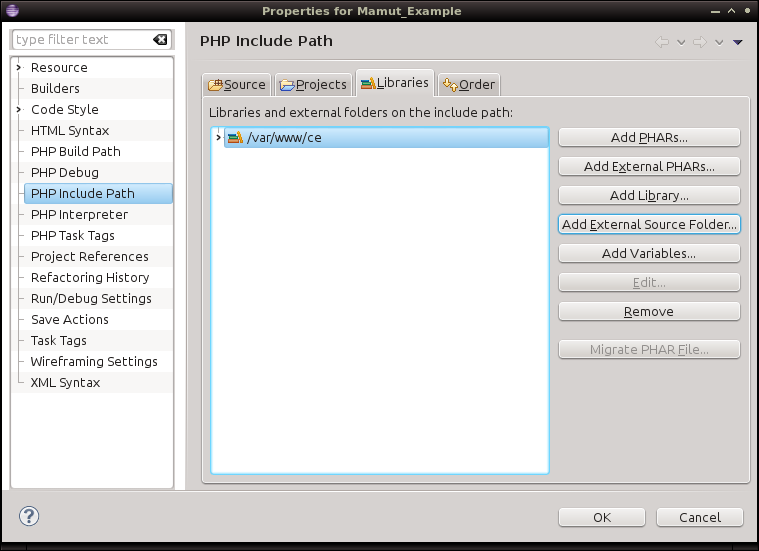 Properties for Mamut_Example
type filter text
Resource
Builders
Code Style
HTML Syntax
PHP Build Path
PHP Debug
PHP Include Path
PHP Interpreter
PHP Task Tags
Project References
Refactoring History
Run/Debug Settings
Save Actions
Task Tags
Wireframing Settings
XML Syntax
PHP Include Path
Source Projects Libraries Order
Libraries and external folders on the include path:
/var/www/ce
Add PHARs...
Add External PHARs...
Add Library...
Add External Source Folder...
Add Variables...
Edit...
Remove
Migrate PHAR File...
?
OK Cancel